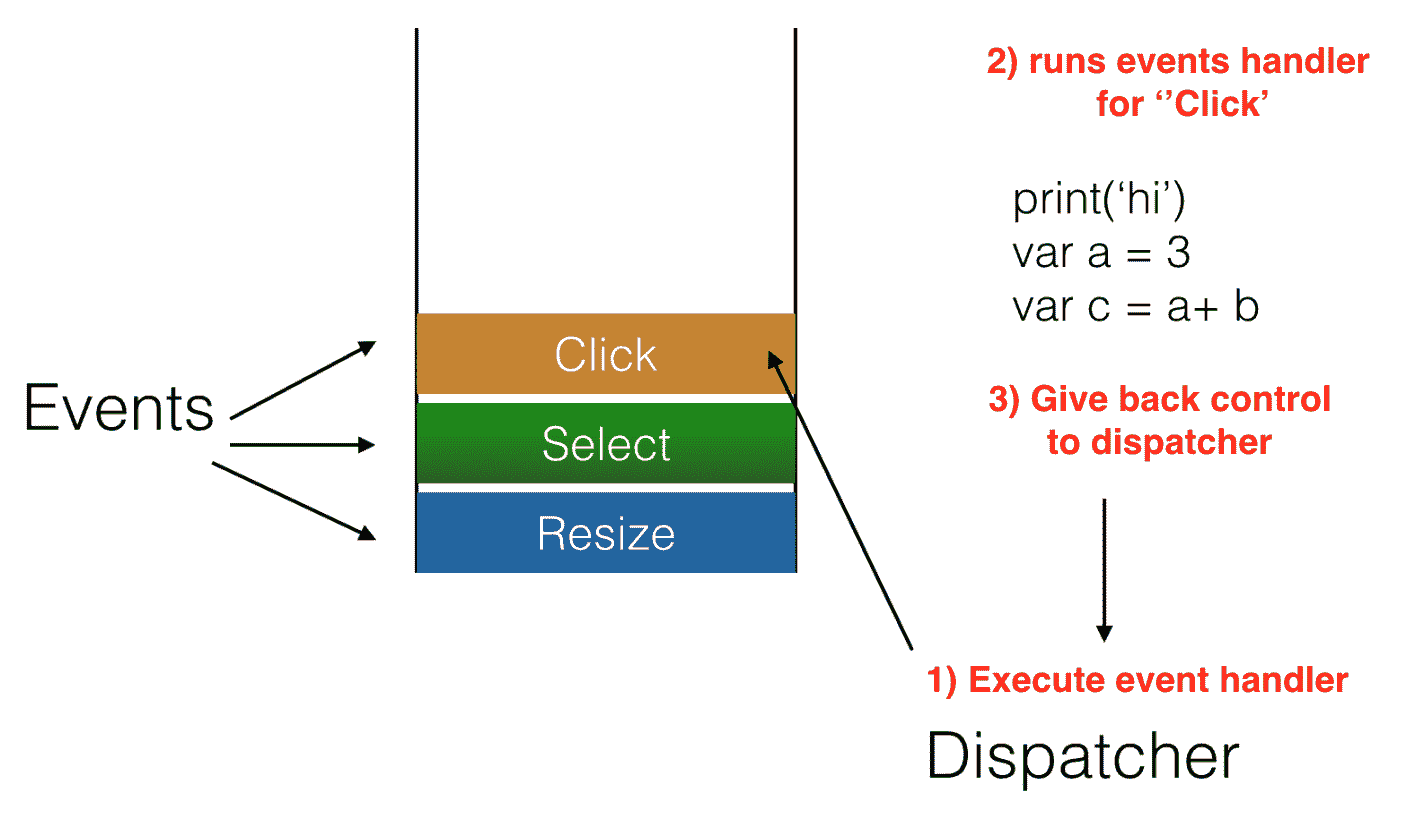 Events
Click
Select
Resize
2) runs events handler
for ‘’Click’
print(‘hi’)
var a = 3
var c = a+ b
3) Give back control
to dispatcher
1) Execute event handler
Dispatcher